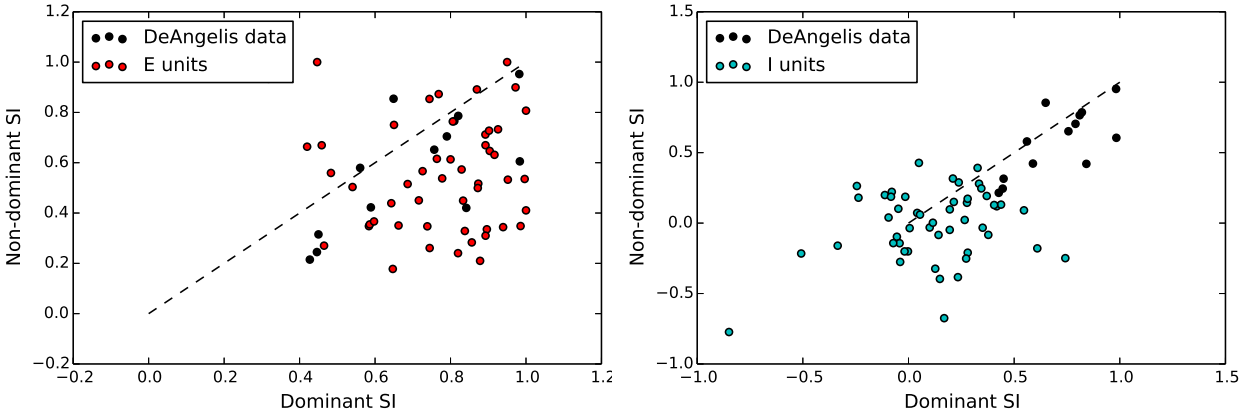 DeAngelis data
E units
1.2
1.0
0.8
0.6
0.4
0.2
0.0
−0.2
Non-dominant SI
−0.2 0.0 0.2 0.4 0.6 0.8 1.0 1.2
Dominant SI
DeAngelis data
I units
1.5
1.0
0.5
0.0
−0.5
−1.0
Non-dominant SI
−1.0 −0.5 0.0 0.5 1.0 1.5
Dominant SI